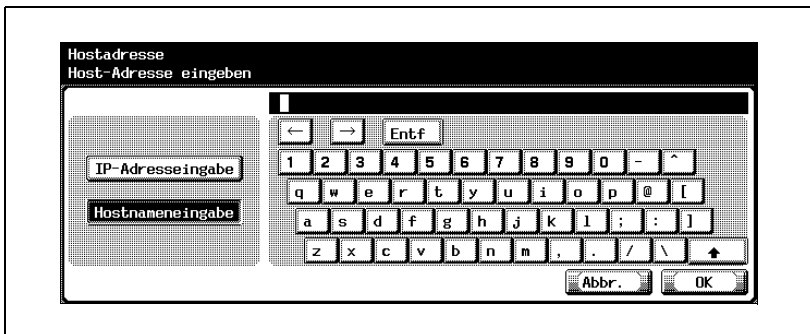 Hostadresse
Host-Adresse eingeben
← → Entf
IP-Adresseingabe
Hostnameneingabe
1 2 3 4 5 6 7 8 9 0 - ^
q w e r t y u i o p @ [
a s d f g h j k l ; : ]
z x c v b n m , . / \ ↑
Abbr. OK